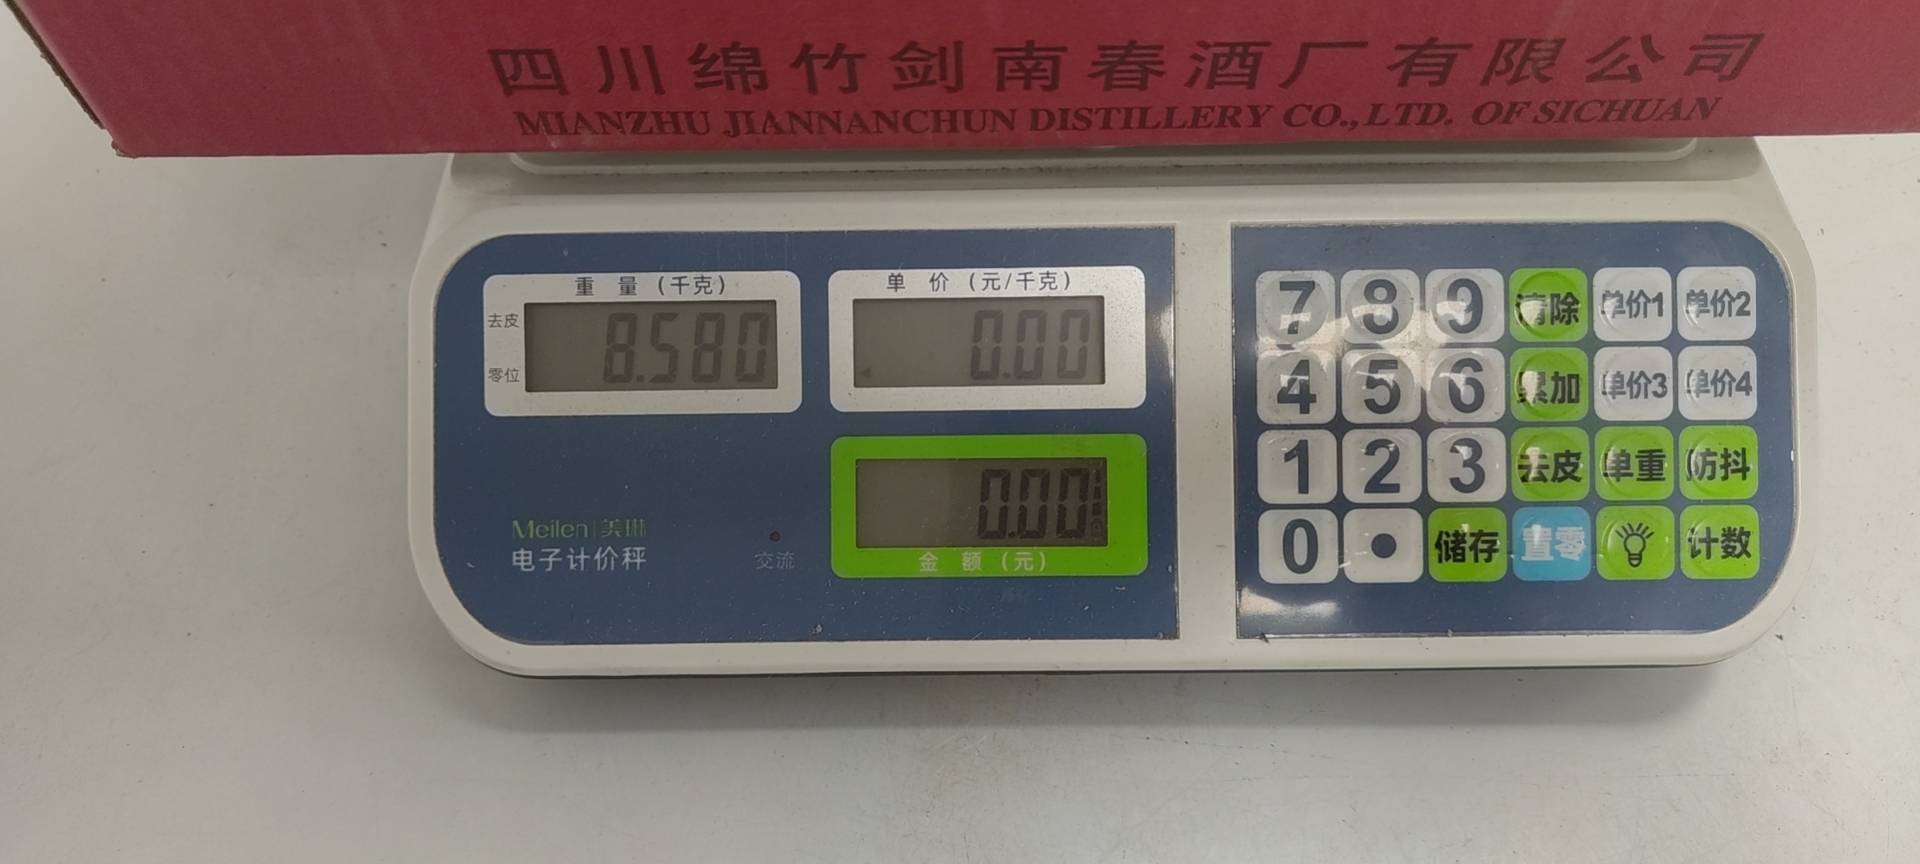 四川绵竹剑南春酒厂有限公司
MIANZHU JIANNANCHUN DISTILLERY CO.,LTD. OF SICHUAN
重 量 (千克)
去皮
零位
8.580
单 价 (元/千克)
0.00
0.00
金 额 (元)
Meilen|美琳
电子计价秤
交流
7 8 9 清除 单价1 单价2
4 5 6 累加 单价3 单价4
1 2 3 去皮 单重 防抖
0 • 储存 置零 计数